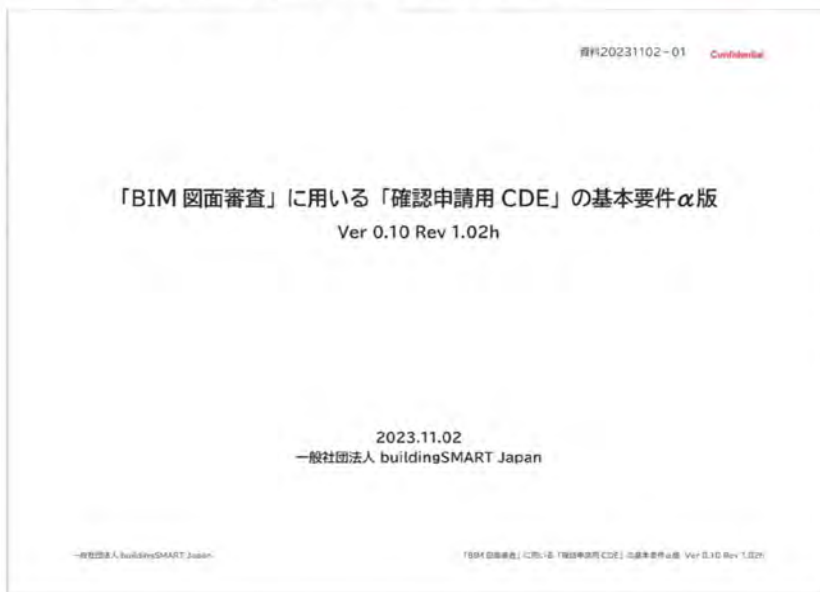 資料20231102-01 Confidential
「BIM 図面審査」に用いる「確認申請用 CDE」の基本要件α版
Ver 0.10 Rev 1.02h
2023.11.02
一般社団法人 buildingSMART Japan
一般社団法人 buildingSMART Japan
「BIM 図面審査」に用いる「確認申請用 CDE」の基本要件α版 Ver 0.10 Rev 1.02h